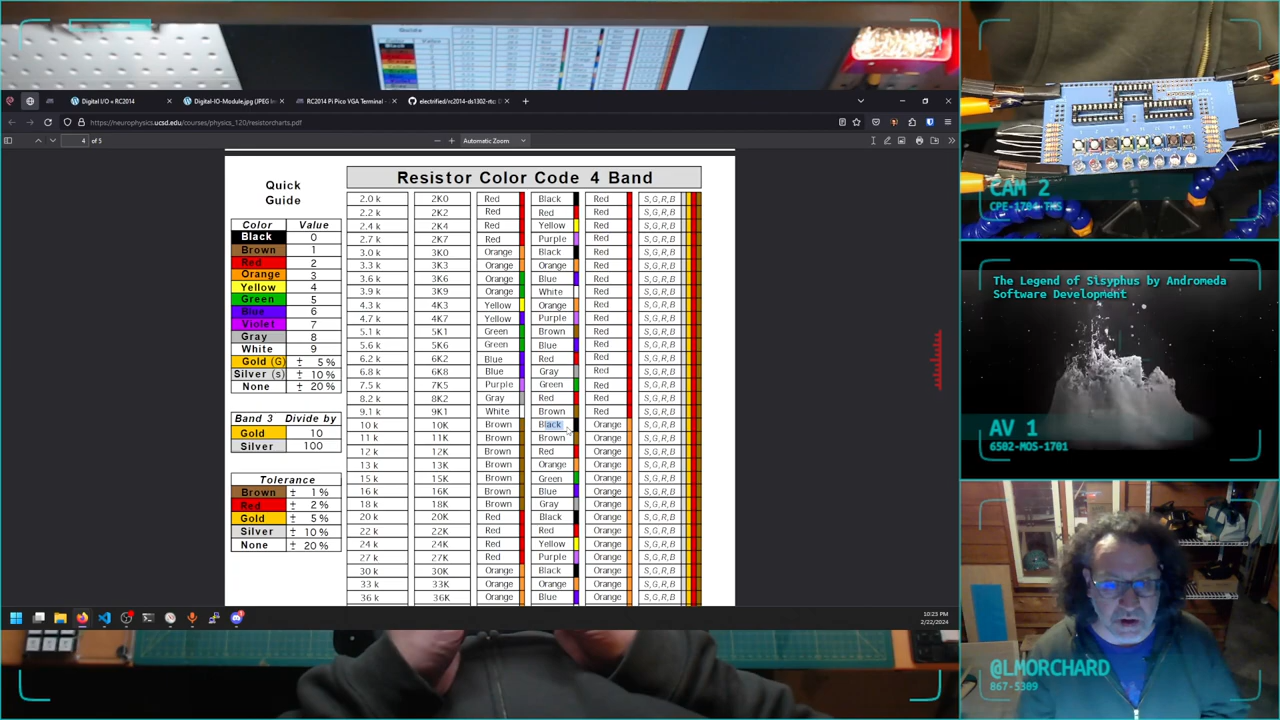 Digital I/O « RC2014
Digital-IO-Module.jpg (JPEG In
RC2014 Pi Pico VGA Terminal -
electrified/rc2014-ds1302-rtc: D
https://neurophysics.ucsd.edu/courses/physics_120/resistorcharts.pdf
4 of 5
Automatic Zoom
Quick
Guide
Color Value
Black 0
Brown 1
Red 2
Orange 3
Yellow 4
Green 5
Blue 6
Violet 7
Gray 8
White 9
Gold (G) ± 5 %
Silver (s) ± 10 %
None ± 20 %
Band 3 Divide by
Gold 10
Silver 100
Tolerance
Brown ± 1 %
Red ± 2 %
Gold ± 5 %
Silver ± 10 %
None ± 20 %
Resistor Color Code 4 Band
2.0 k 2K0 Red Black Red S,G,R,B
2.2 k 2K2 Red Red Red S,G,R,B
2.4 k 2K4 Red Yellow Red S,G,R,B
2.7 k 2K7 Red Purple Red S,G,R,B
3.0 k 3K0 Orange Black Red S,G,R,B
3.3 k 3K3 Orange Orange Red S,G,R,B
3.6 k 3K6 Orange Blue Red S,G,R,B
3.9 k 3K9 Orange White Red S,G,R,B
4.3 k 4K3 Yellow Orange Red S,G,R,B
4.7 k 4K7 Yellow Purple Red S,G,R,B
5.1 k 5K1 Green Brown Red S,G,R,B
5.6 k 5K6 Green Blue Red S,G,R,B
6.2 k 6K2 Blue Red Red S,G,R,B
6.8 k 6K8 Blue Gray Red S,G,R,B
7.5 k 7K5 Purple Green Red S,G,R,B
8.2 k 8K2 Gray Red Red S,G,R,B
9.1 k 9K1 White Brown Red S,G,R,B
10 k 10K Brown Black Orange S,G,R,B
11 k 11K Brown Brown Orange S,G,R,B
12 k 12K Brown Red Orange S,G,R,B
13 k 13K Brown Orange Orange S,G,R,B
15 k 15K Brown Green Orange S,G,R,B
16 k 16K Brown Blue Orange S,G,R,B
18 k 18K Brown Gray Orange S,G,R,B
20 k 20K Red Black Orange S,G,R,B
22 k 22K Red Red Orange S,G,R,B
24 k 24K Red Yellow Orange S,G,R,B
27 k 27K Red Purple Orange S,G,R,B
30 k 30K Orange Black Orange S,G,R,B
33 k 33K Orange Orange Orange S,G,R,B
36 k 36K Orange Blue Orange S,G,R,B
10:23 PM
2/22/2024
CAM 2
CPE-1704-TKS
The Legend of Sisyphus by Andromeda
Software Development
AV 1
6502-MOS-1701
@LMORCHARD
867-5309